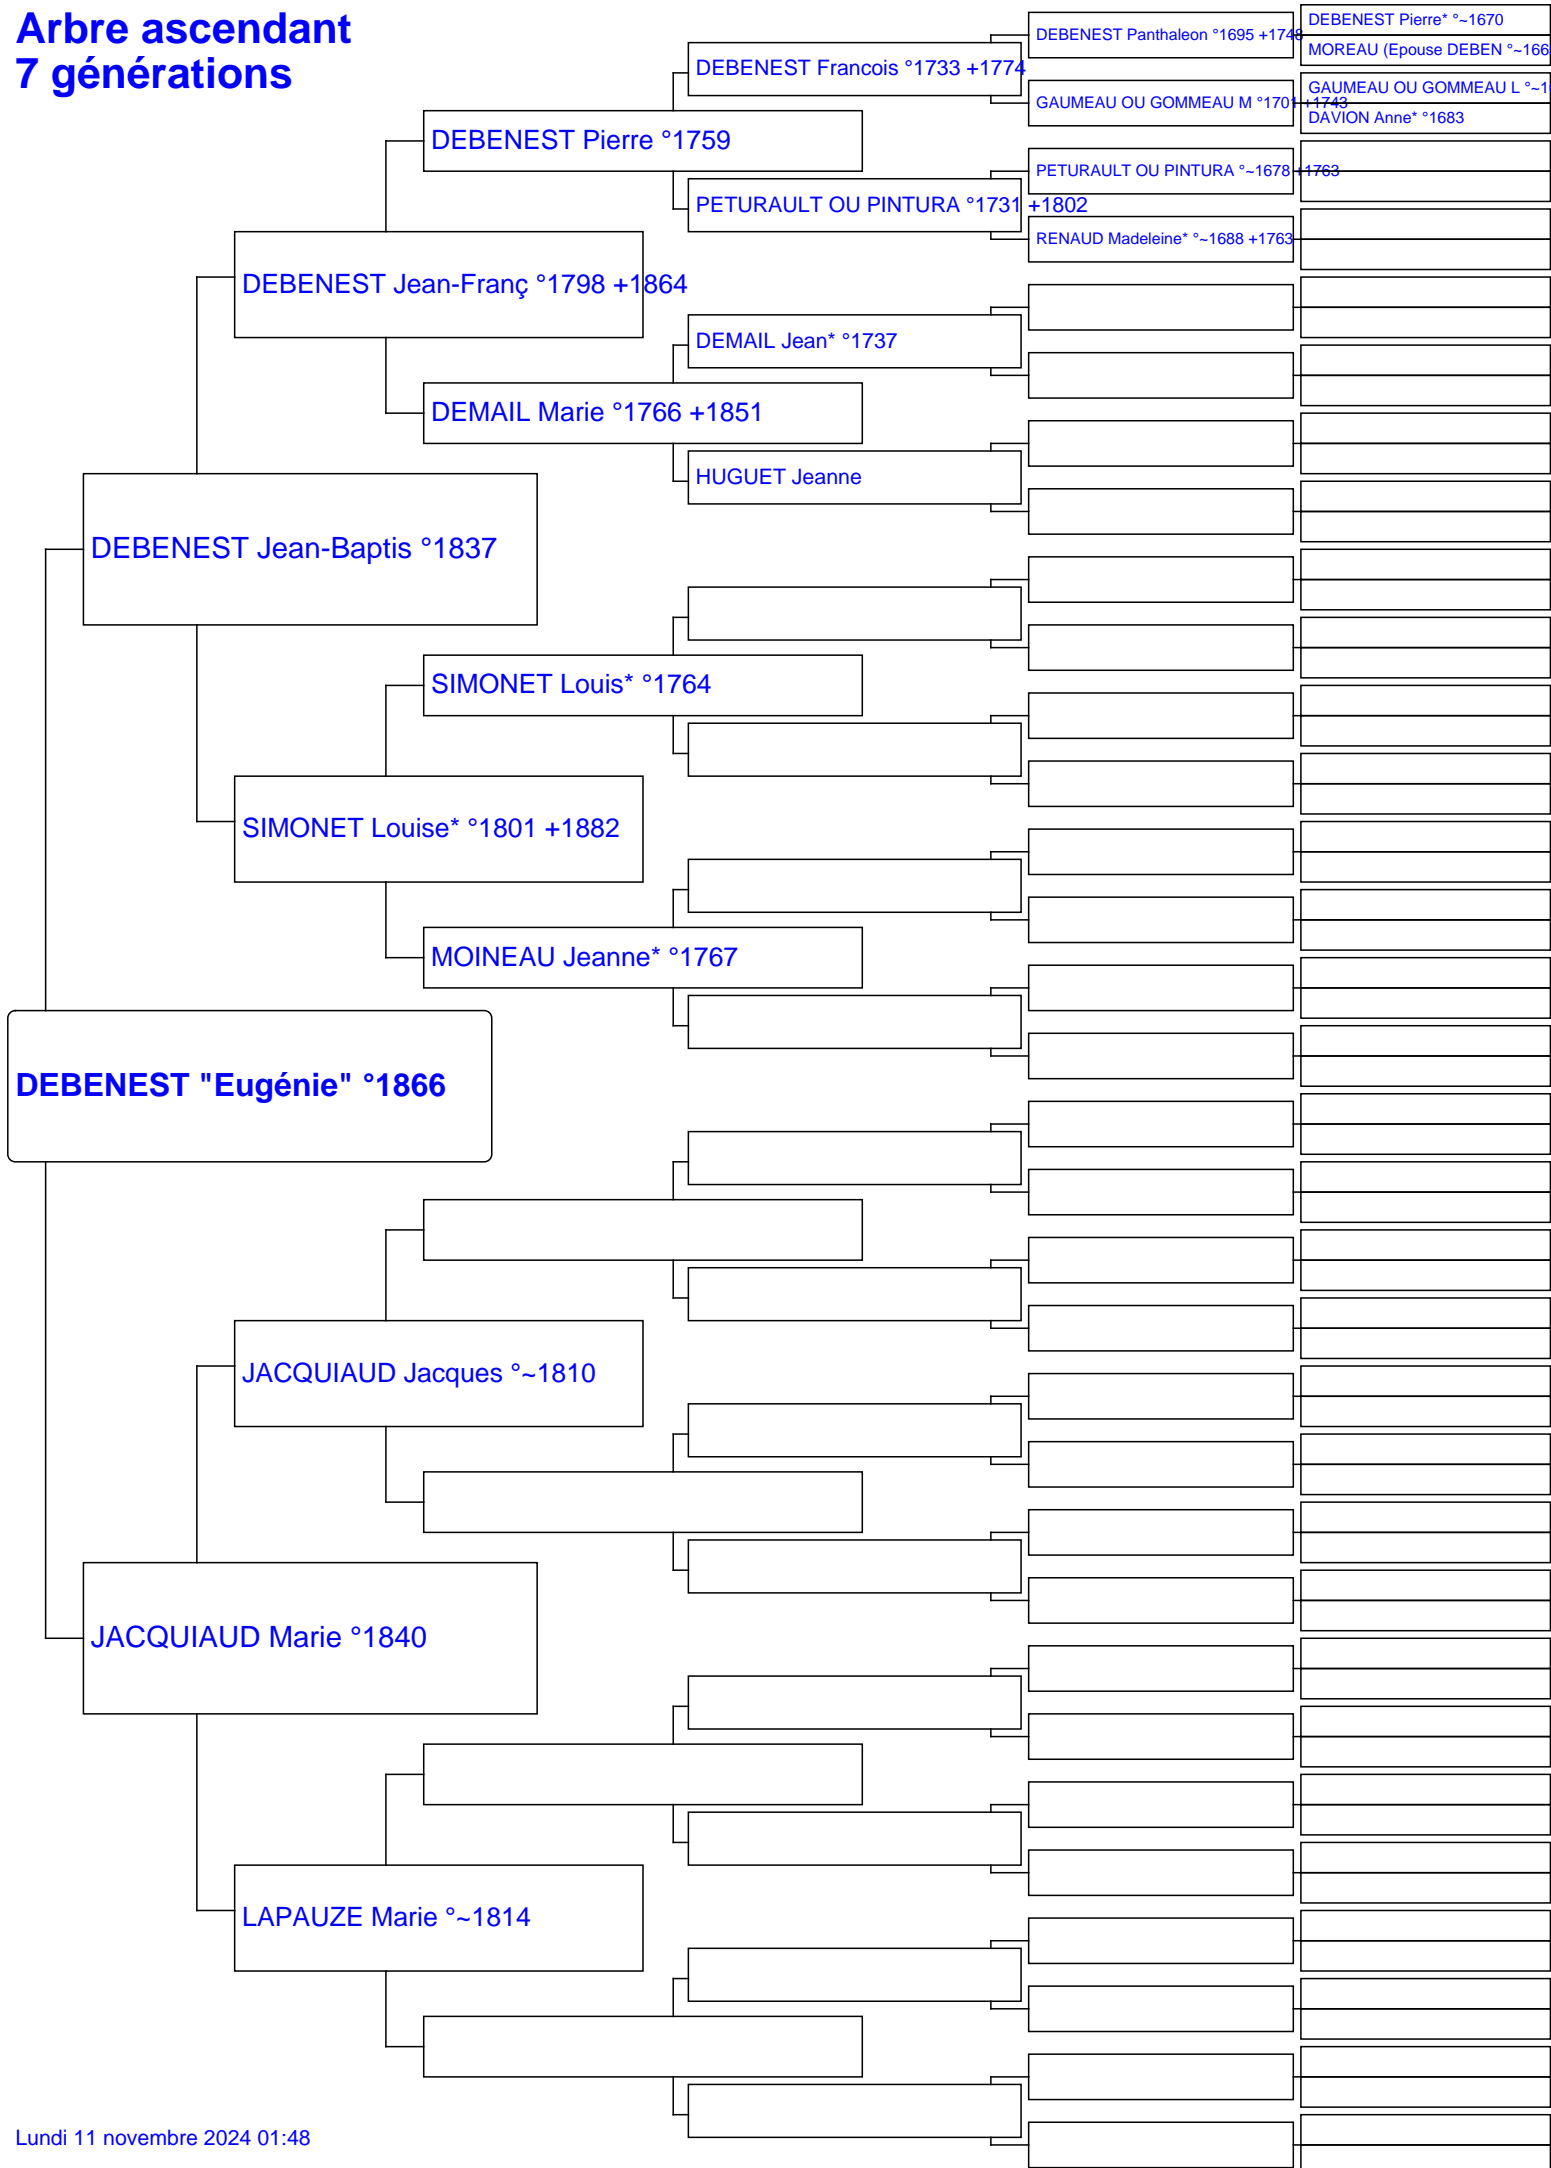 Arbre ascendant
7 générations
DEBENEST Pierre* °~1670
DEBENEST Panthaleon °1695 +1748
MOREAU (Epouse DEBEN °~166
DEBENEST Francois °1733 +1774
GAUMEAU OU GOMMEAU L °~1
GAUMEAU OU GOMMEAU M °1701 +1743
DAVION Anne* °1683
DEBENEST Pierre °1759
PETURAULT OU PINTURA °~1678 +1763
PETURAULT OU PINTURA °1731 +1802
RENAUD Madeleine* °~1688 +1763
DEBENEST Jean-Franç °1798 +1864
DEMAIL Jean* °1737
DEMAIL Marie °1766 +1851
HUGUET Jeanne
DEBENEST Jean-Baptis °1837
SIMONET Louis* °1764
SIMONET Louise* °1801 +1882
MOINEAU Jeanne* °1767
DEBENEST "Eugénie" °1866
JACQUIAUD Jacques °~1810
JACQUIAUD Marie °1840
LAPAUZE Marie °~1814
Lundi 11 novembre 2024 01:48